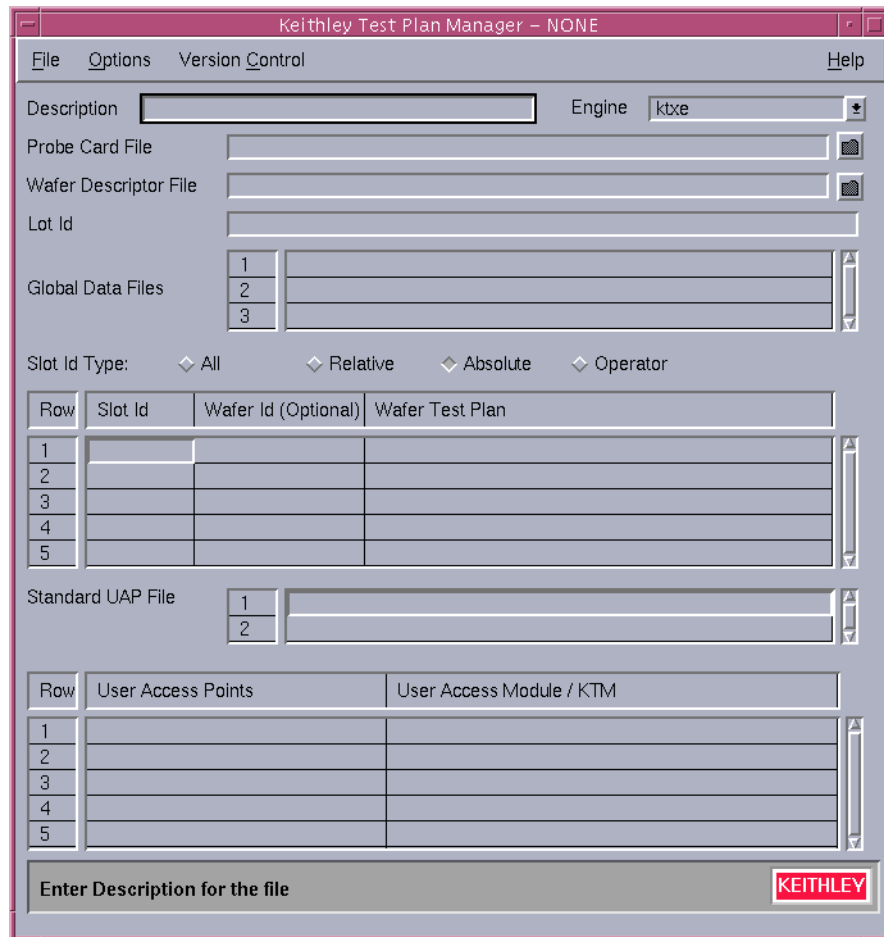 Keithley Test Plan Manager – NONE
File Options Version Control Help
Description Engine ktxe
Probe Card File
Wafer Descriptor File
Lot Id
Global Data Files
1
2
3
Slot Id Type: All Relative Absolute Operator
Row Slot Id Wafer Id (Optional) Wafer Test Plan
1
2
3
4
5
Standard UAP File
1
2
Row User Access Points User Access Module / KTM
1
2
3
4
5
Enter Description for the file KEITHLEY